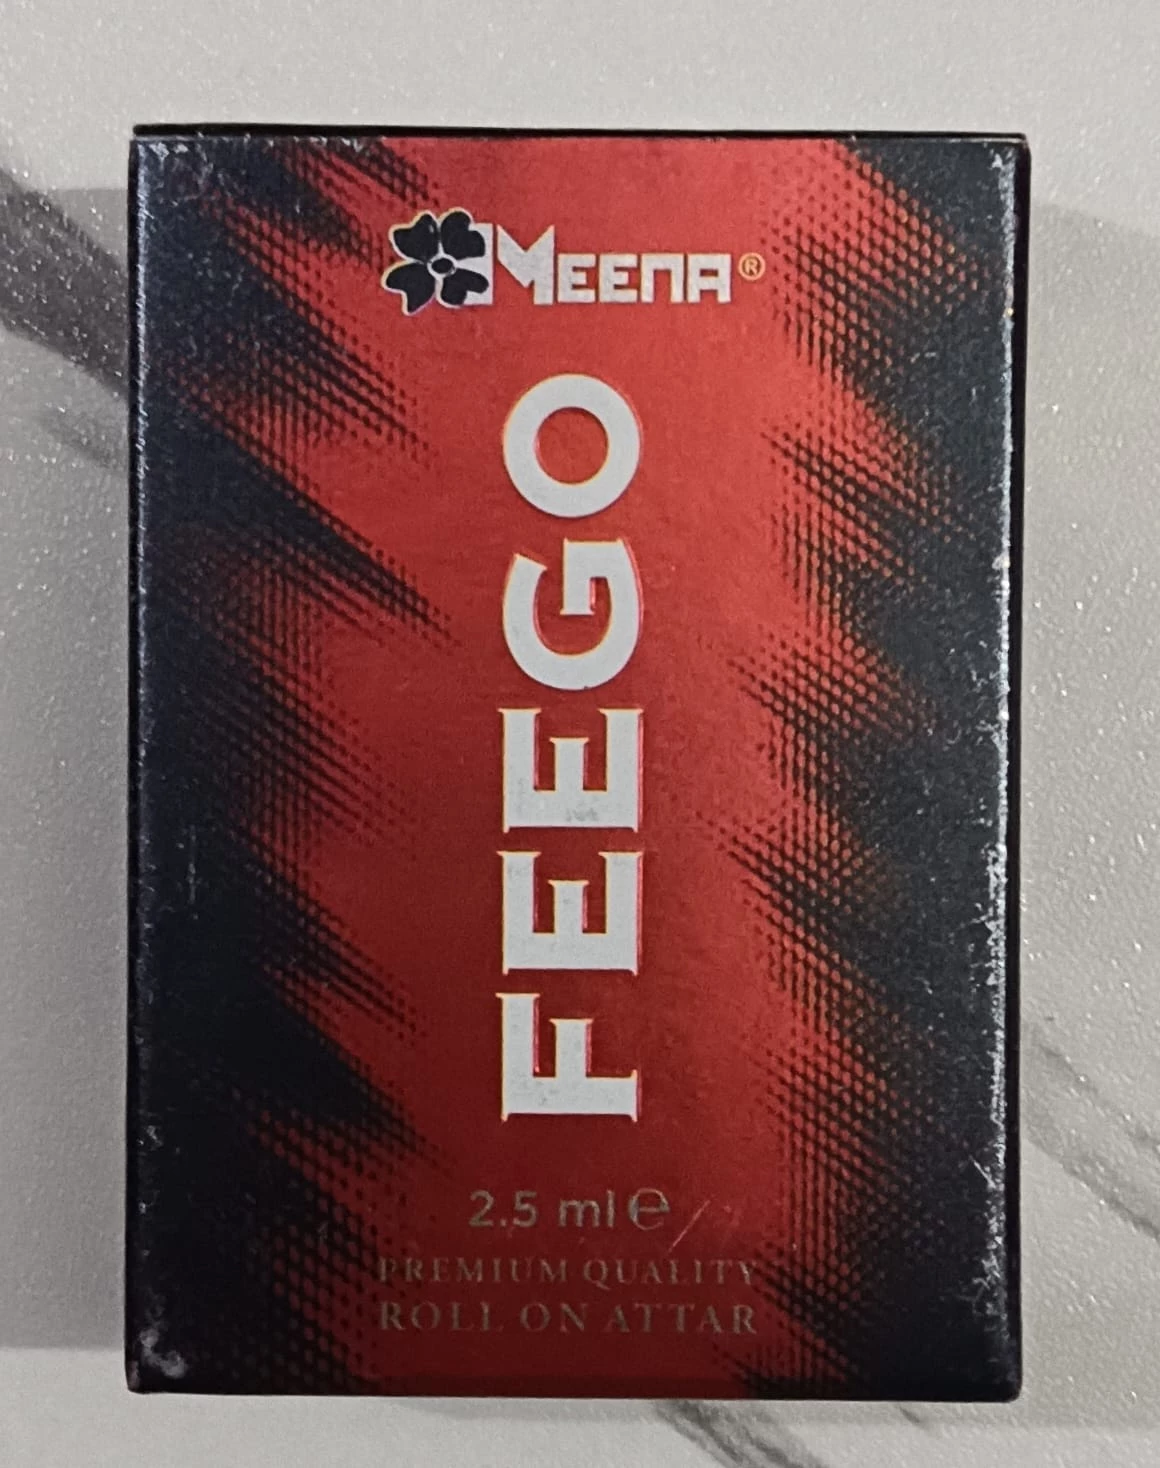 MEENA®
FEEGO
2.5 ml ℮
PREMIUM QUALITY
ROLL ON ATTAR